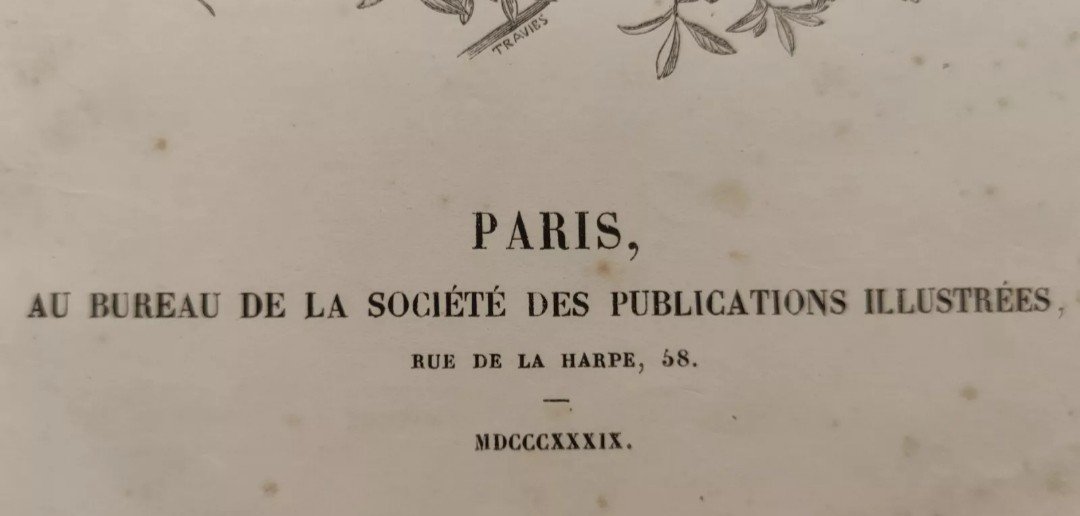 TRAVIES
PARIS,
AU BUREAU DE LA SOCIÉTÉ DES PUBLICATIONS ILLUSTRÉES,
RUE DE LA HARPE, 58.
MDCCCXXXIX.